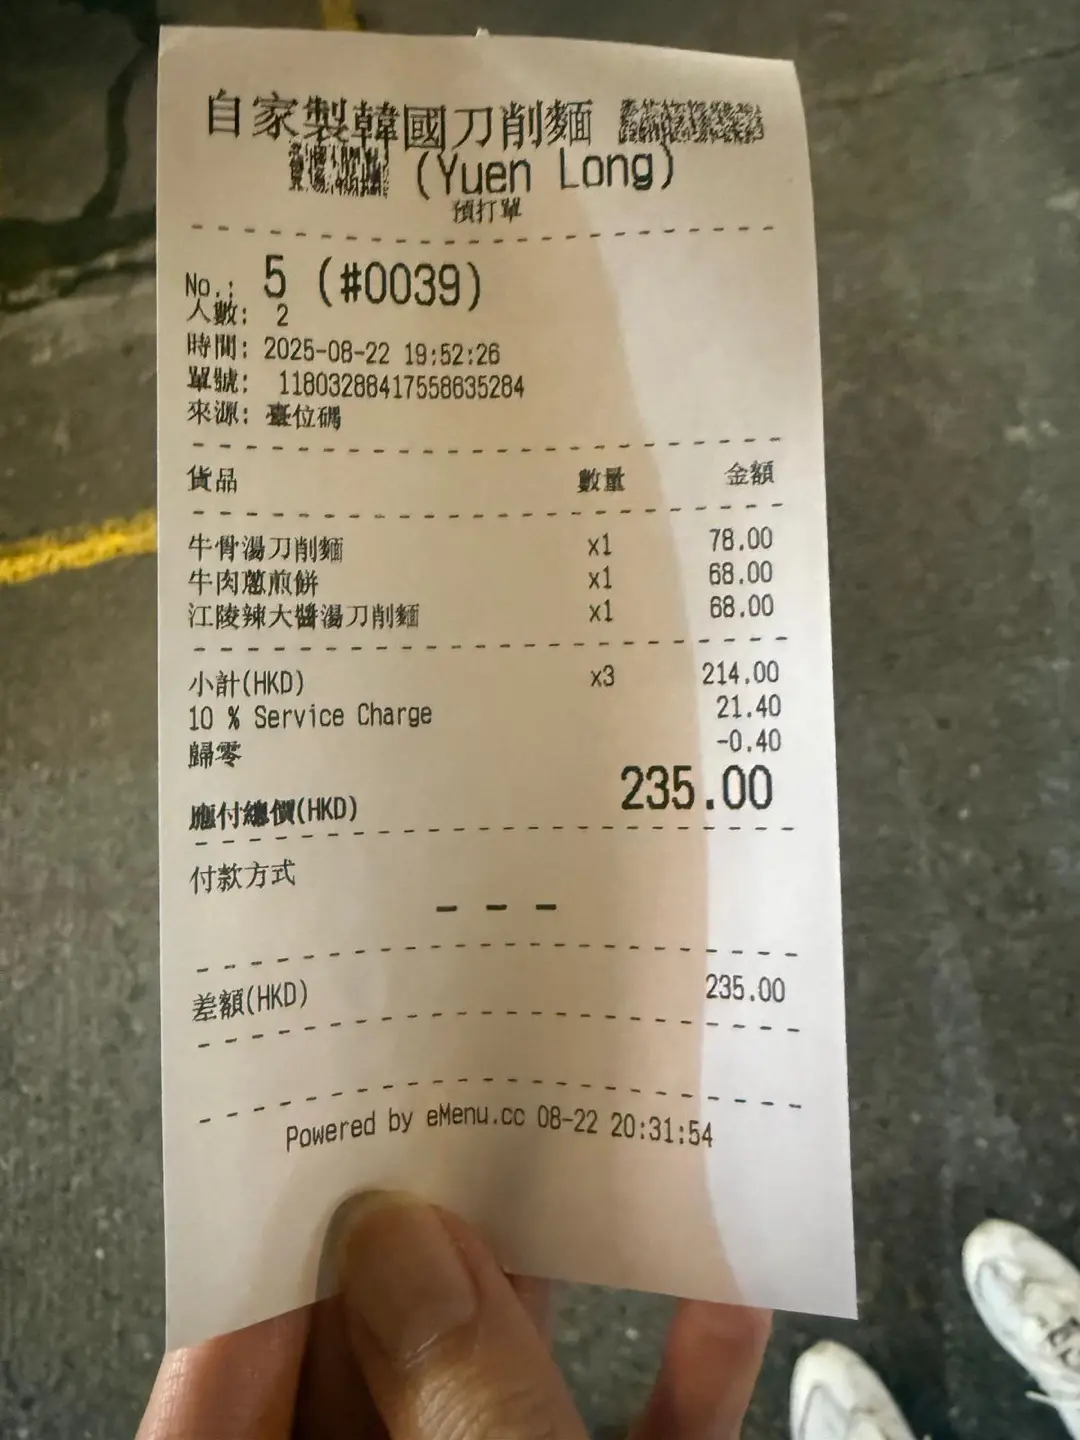 自家製韓國刀削麵
(Yuen Long)
預打單
No.: 5 (#0039)
人數: 2
時間: 2025-08-22 19:52:26
單號: 11803288417558635284
來源: 臺位碼
貨品 數量 金額
牛骨湯刀削麵 x1 78.00
牛肉蔥煎餅 x1 68.00
江陵辣大醬湯刀削麵 x1 68.00
小計(HKD) x3 214.00
10 % Service Charge 21.40
歸零 -0.40
應付總價(HKD) 235.00
付款方式
- - -
差額(HKD) 235.00
Powered by eMenu.cc 08-22 20:31:54